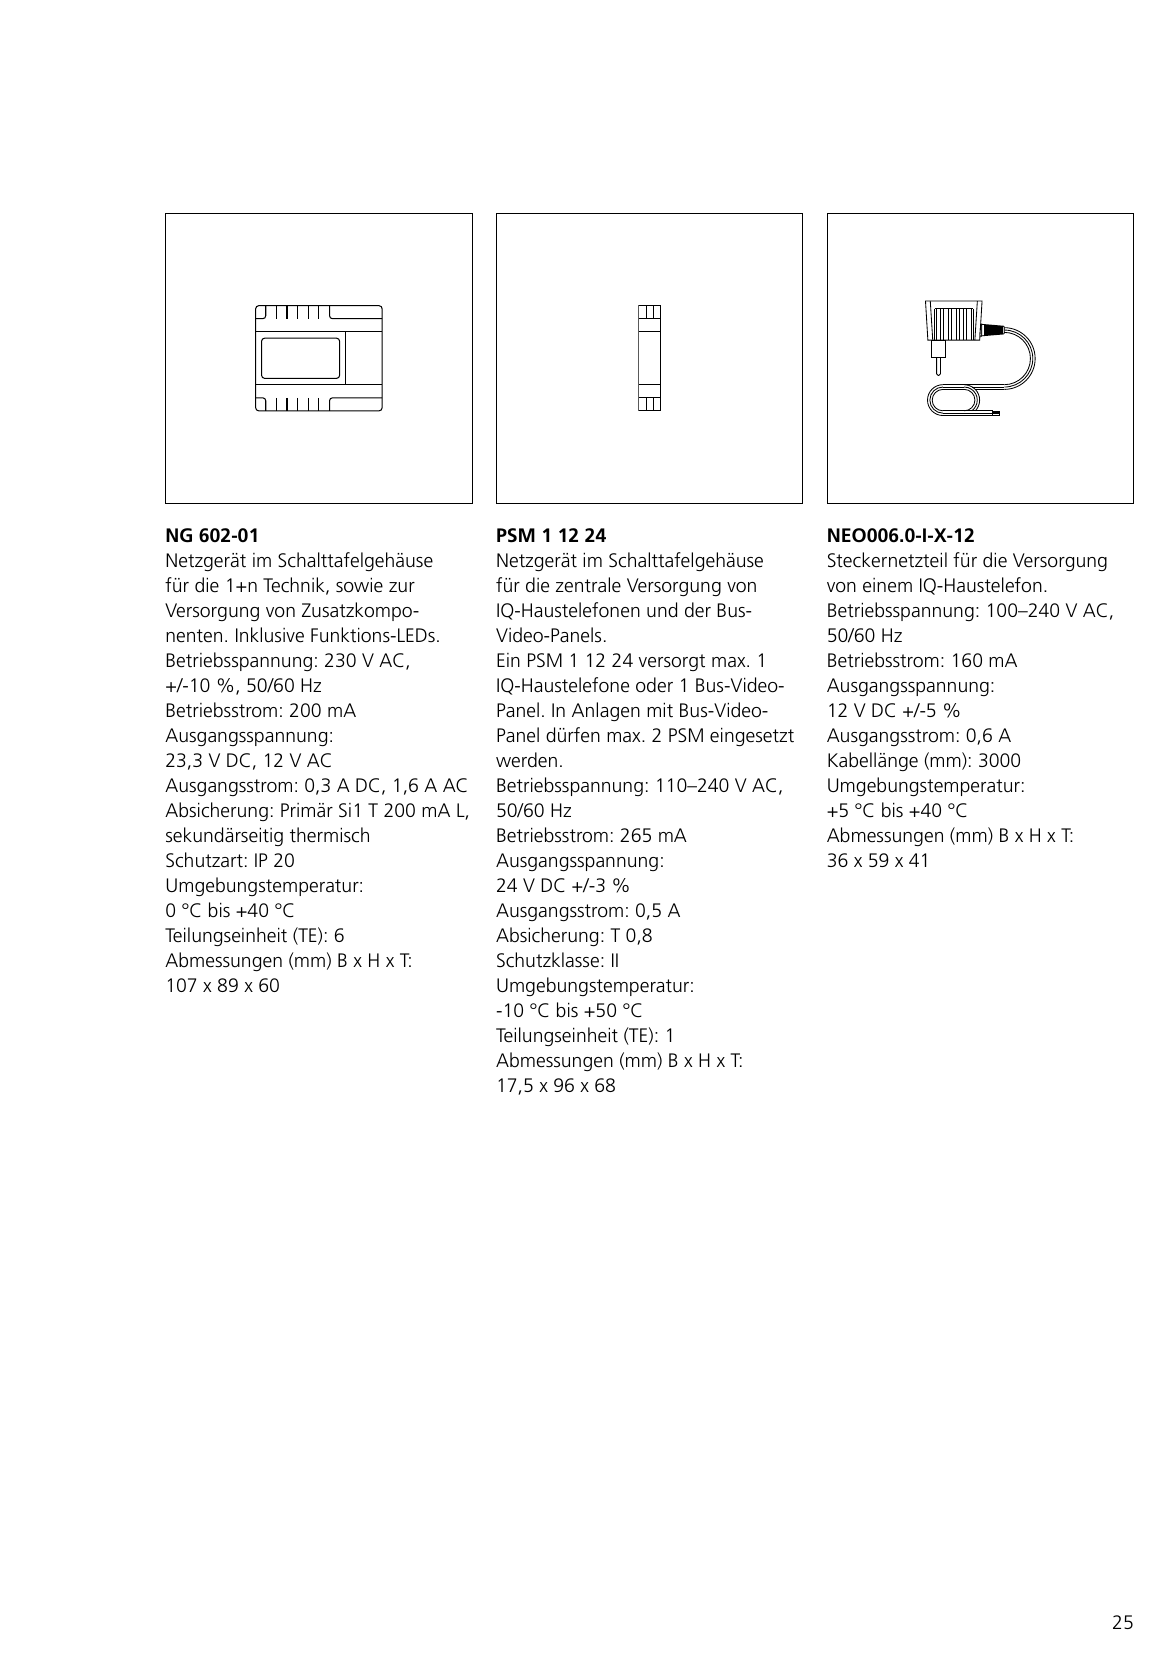 NG 602-01
Netzgerät im Schalttafelgehäuse
für die 1+n Technik, sowie zur
Versorgung von Zusatzkompo-
nenten. Inklusive Funktions-LEDs.
Betriebsspannung: 230 V AC,
+/-10 %, 50/60 Hz
Betriebsstrom: 200 mA
Ausgangsspannung:
23,3 V DC, 12 V AC
Ausgangsstrom: 0,3 A DC, 1,6 A AC
Absicherung: Primär Si1 T 200 mA L,
sekundärseitig thermisch
Schutzart: IP 20
Umgebungstemperatur:
0 °C bis +40 °C
Teilungseinheit (TE): 6
Abmessungen (mm) B x H x T:
107 x 89 x 60
PSM 1 12 24
Netzgerät im Schalttafelgehäuse
für die zentrale Versorgung von
IQ-Haustelefonen und der Bus-
Video-Panels.
Ein PSM 1 12 24 versorgt max. 1
IQ-Haustelefone oder 1 Bus-Video-
Panel. In Anlagen mit Bus-Video-
Panel dürfen max. 2 PSM eingesetzt
werden.
Betriebsspannung: 110–240 V AC,
50/60 Hz
Betriebsstrom: 265 mA
Ausgangsspannung:
24 V DC +/-3 %
Ausgangsstrom: 0,5 A
Absicherung: T 0,8
Schutzklasse: II
Umgebungstemperatur:
-10 °C bis +50 °C
Teilungseinheit (TE): 1
Abmessungen (mm) B x H x T:
17,5 x 96 x 68
NEO006.0-I-X-12
Steckernetzteil für die Versorgung
von einem IQ-Haustelefon.
Betriebsspannung: 100–240 V AC,
50/60 Hz
Betriebsstrom: 160 mA
Ausgangsspannung:
12 V DC +/-5 %
Ausgangsstrom: 0,6 A
Kabellänge (mm): 3000
Umgebungstemperatur:
+5 °C bis +40 °C
Abmessungen (mm) B x H x T:
36 x 59 x 41
25